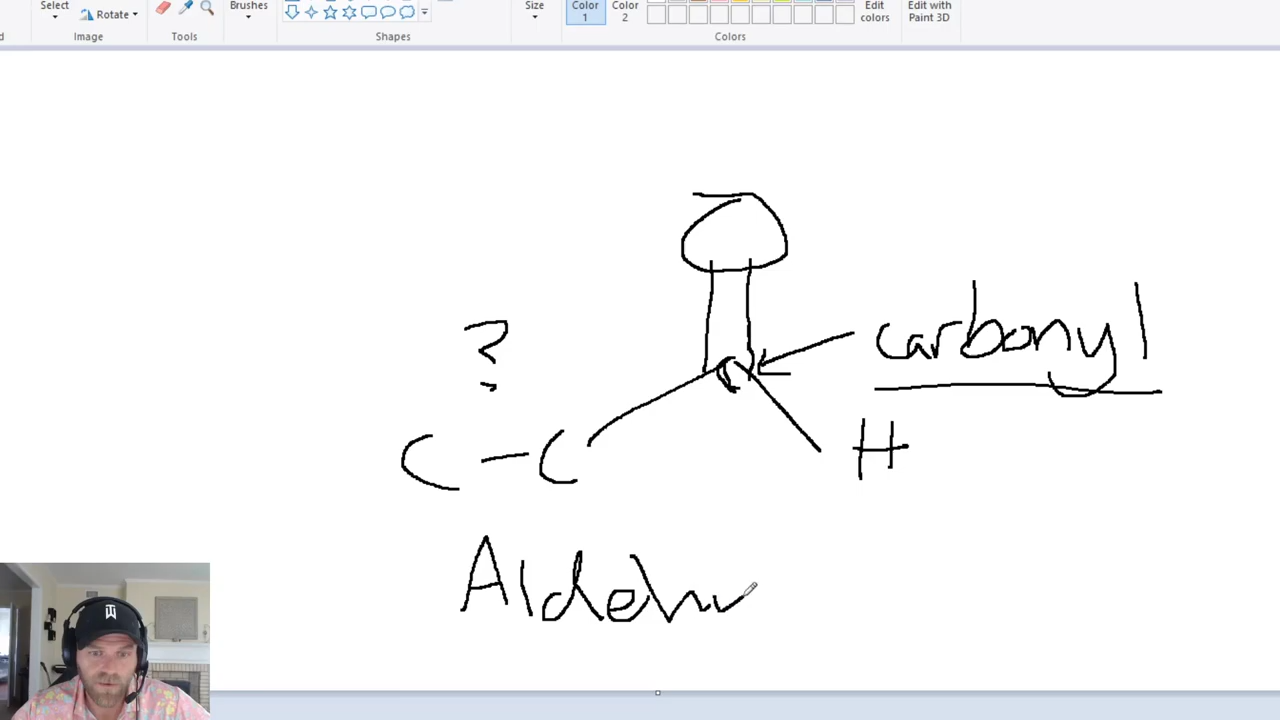 Select
Rotate
Image
Tools
Brushes
Shapes
Size
Color
1
Color
2
Colors
Edit
colors
Edit with
Paint 3D
O
carbonyl
?
H
C - C
Aldehy